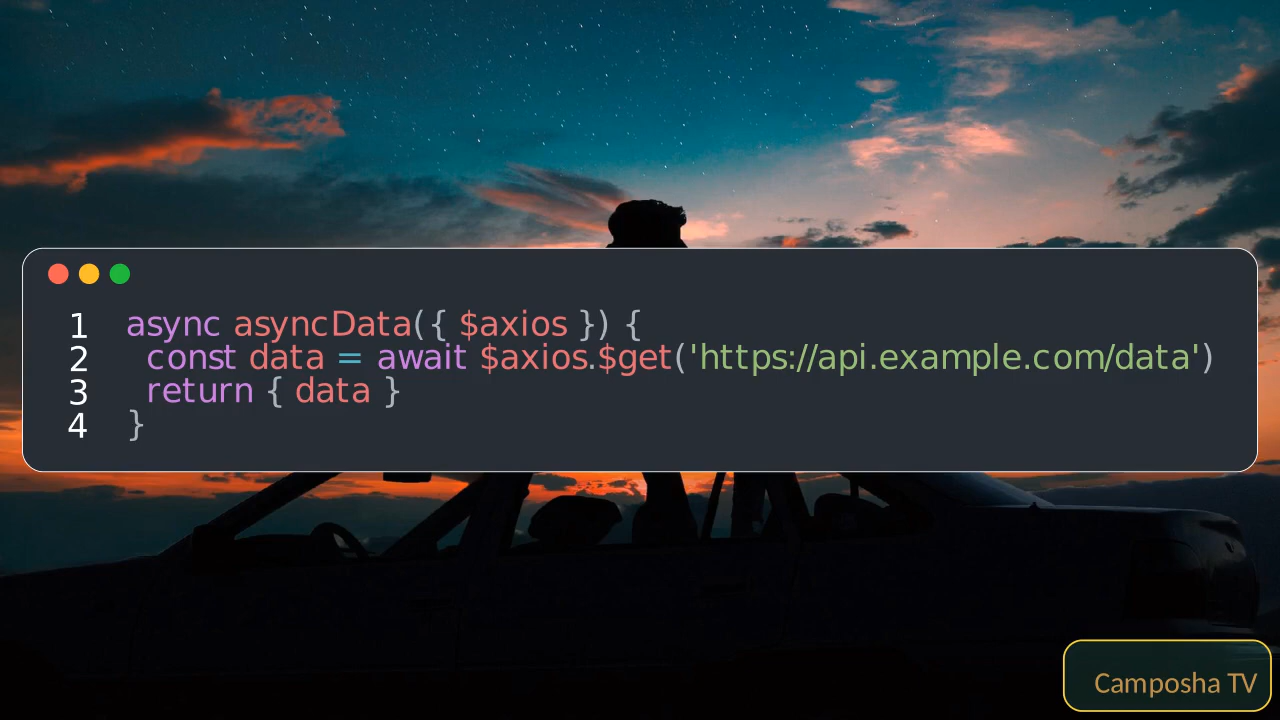 1 async asyncData({ $axios }) {
2 const data = await $axios.$get('https://api.example.com/data')
3 return { data }
4 }
Camposha TV